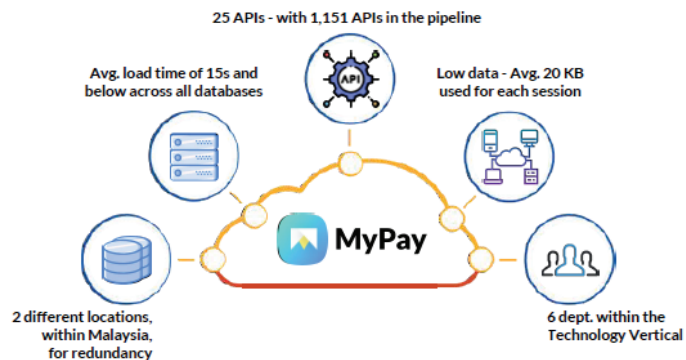 25 APIs - with 1,151 APIs in the pipeline
Avg. load time of 15s and
below across all databases
API
Low data - Avg. 20 KB
used for each session
MyPay
2 different locations,
within Malaysia,
for redundancy
6 dept. within the
Technology Vertical